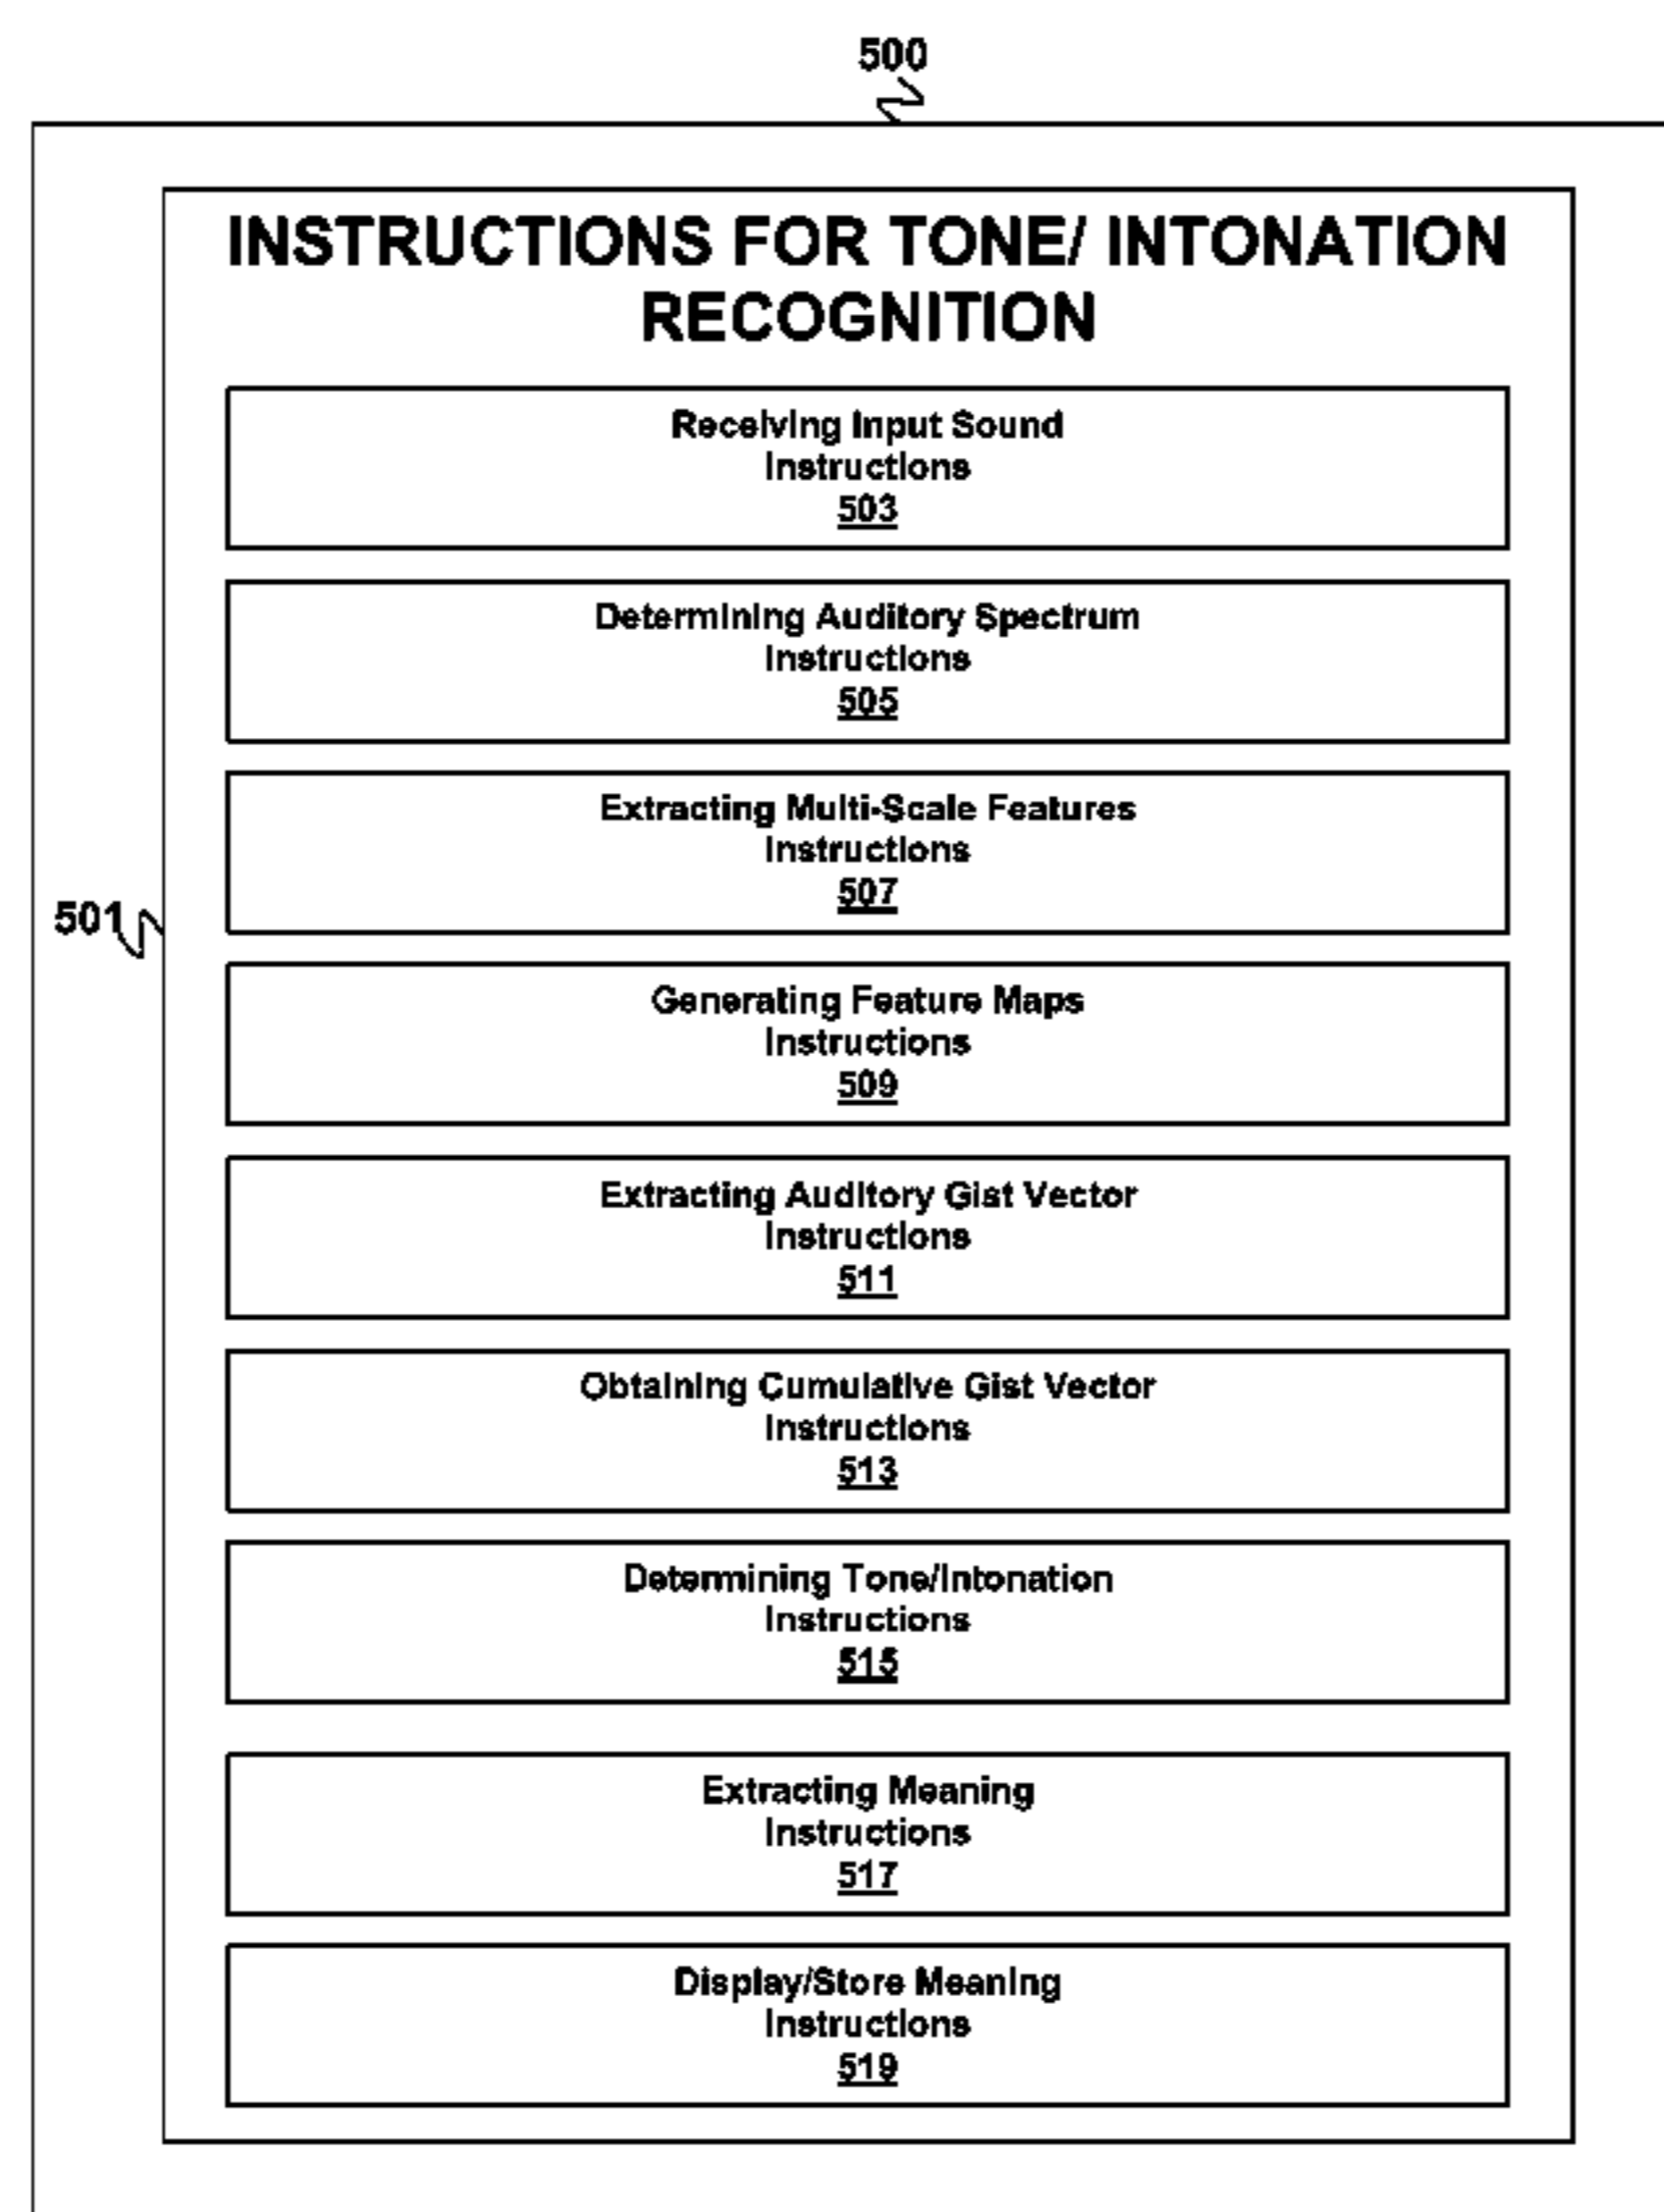 500
INSTRUCTIONS FOR TONE/ INTONATION
RECOGNITION
Receiving Input Sound
Instructions
503
Determining Auditory Spectrum
Instructions
505
Extracting Multi-Scale Features
Instructions
507
501
Generating Feature Maps
Instructions
509
Extracting Auditory Gist Vector
Instructions
511
Obtaining Cumulative Gist Vector
Instructions
513
Determining Tone/Intonation
Instructions
515
Extracting Meaning
Instructions
517
Display/Store Meaning
Instructions
519